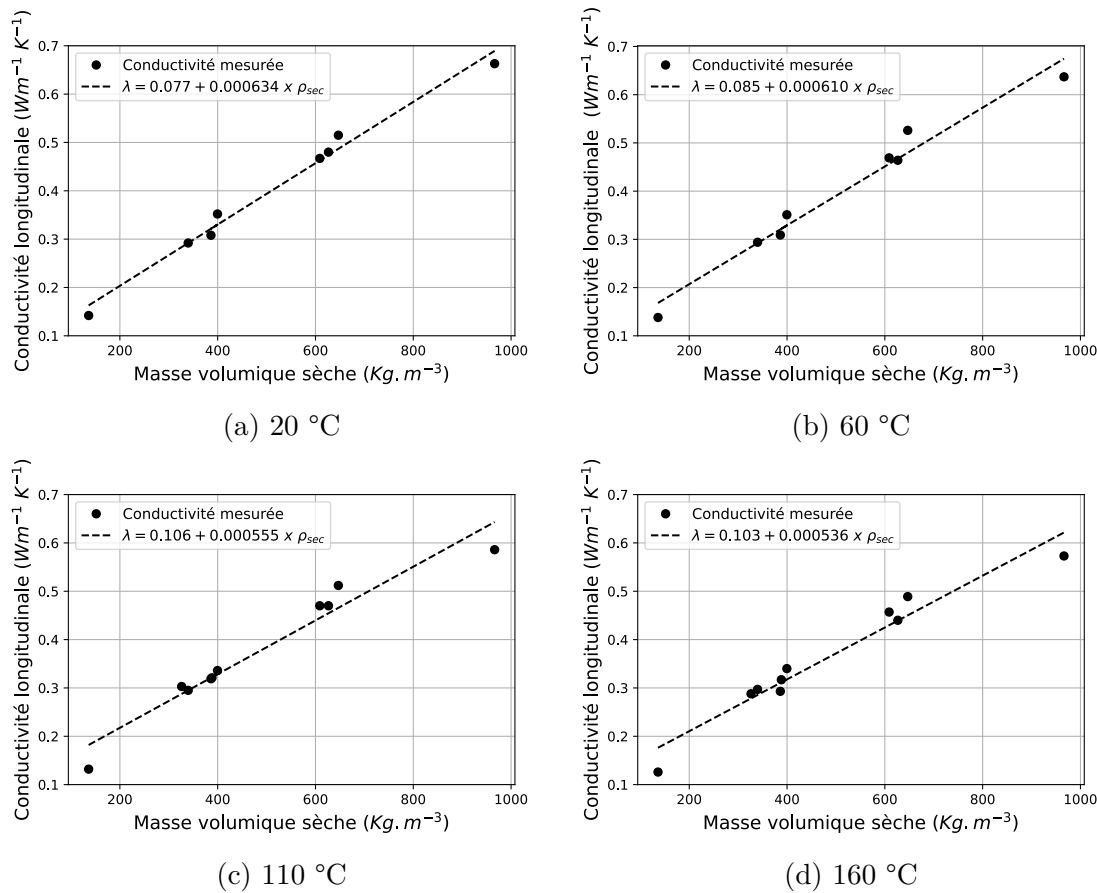 Conductivité longitudinale (Wm⁻¹ K⁻¹)
0.7
0.6
0.5
0.4
0.3
0.2
0.1
Conductivité mesurée
λ = 0.077 + 0.000634 x ρsec
200 400 600 800 1000
Masse volumique sèche (Kg. m⁻³)
(a) 20 °C
Conductivité longitudinale (Wm⁻¹ K⁻¹)
0.7
0.6
0.5
0.4
0.3
0.2
0.1
Conductivité mesurée
λ = 0.085 + 0.000610 x ρsec
200 400 600 800 1000
Masse volumique sèche (Kg. m⁻³)
(b) 60 °C
Conductivité longitudinale (Wm⁻¹ K⁻¹)
0.7
0.6
0.5
0.4
0.3
0.2
0.1
Conductivité mesurée
λ = 0.106 + 0.000555 x ρsec
200 400 600 800 1000
Masse volumique sèche (Kg. m⁻³)
(c) 110 °C
Conductivité longitudinale (Wm⁻¹ K⁻¹)
0.7
0.6
0.5
0.4
0.3
0.2
0.1
Conductivité mesurée
λ = 0.103 + 0.000536 x ρsec
200 400 600 800 1000
Masse volumique sèche (Kg. m⁻³)
(d) 160 °C